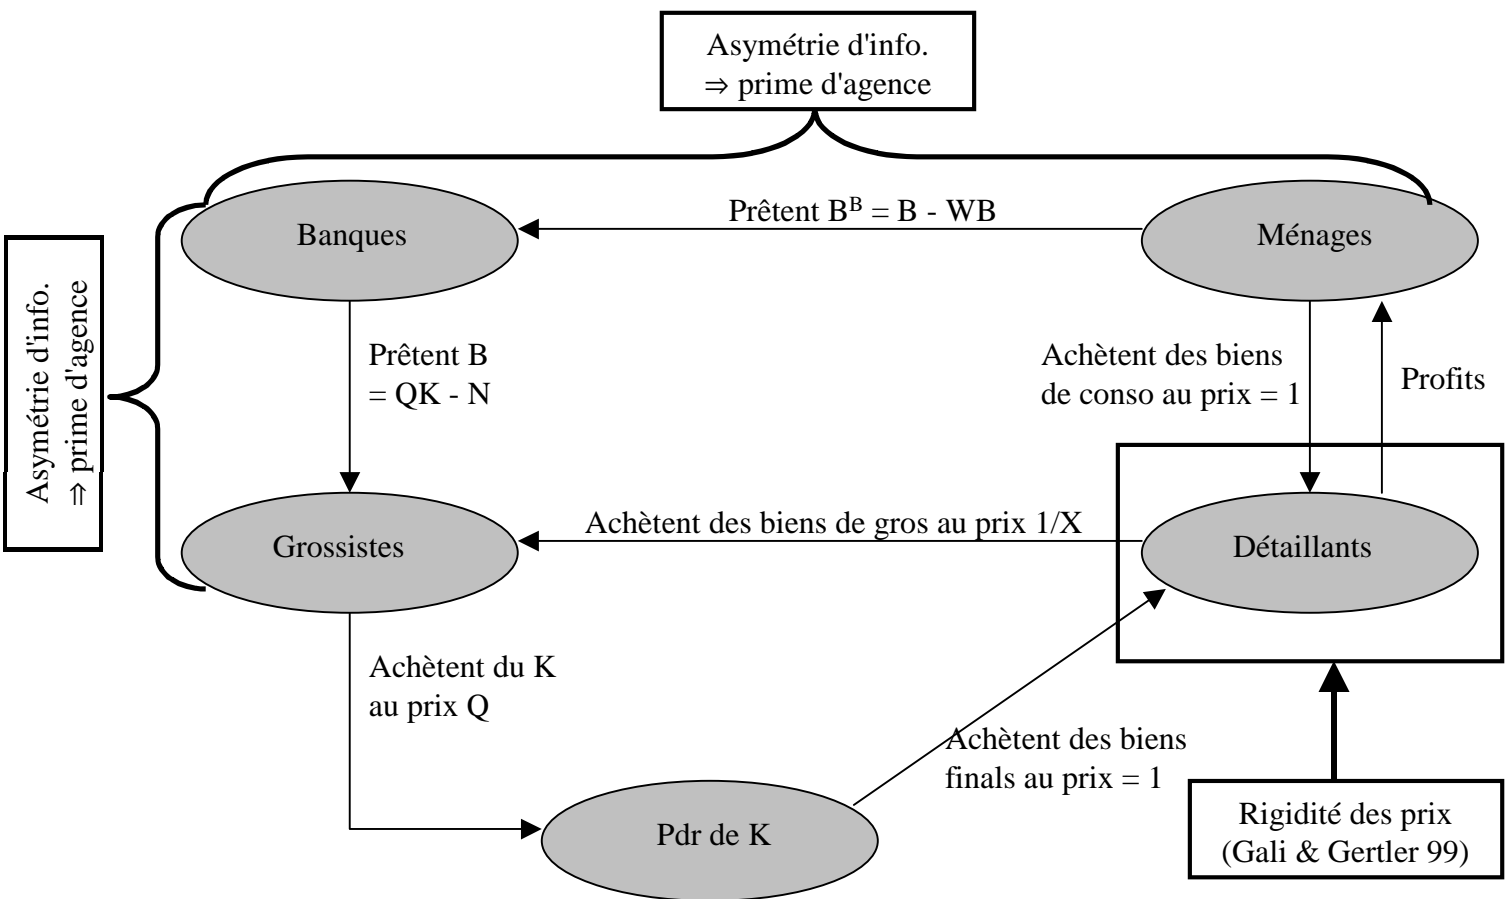 Asymétrie d'info.
⇒ prime d'agence
Prêtent Bᴮ = B - WB
Banques
Ménages
Asymétrie d'info.
⇒ prime d'agence
Prêtent B
= QK - N
Achètent des biens
de conso au prix = 1
Profits
Achètent des biens de gros au prix 1/X
Grossistes
Détaillants
Achètent du K
au prix Q
Achètent des biens
finals au prix = 1
Pdr de K
Rigidité des prix
(Gali & Gertler 99)